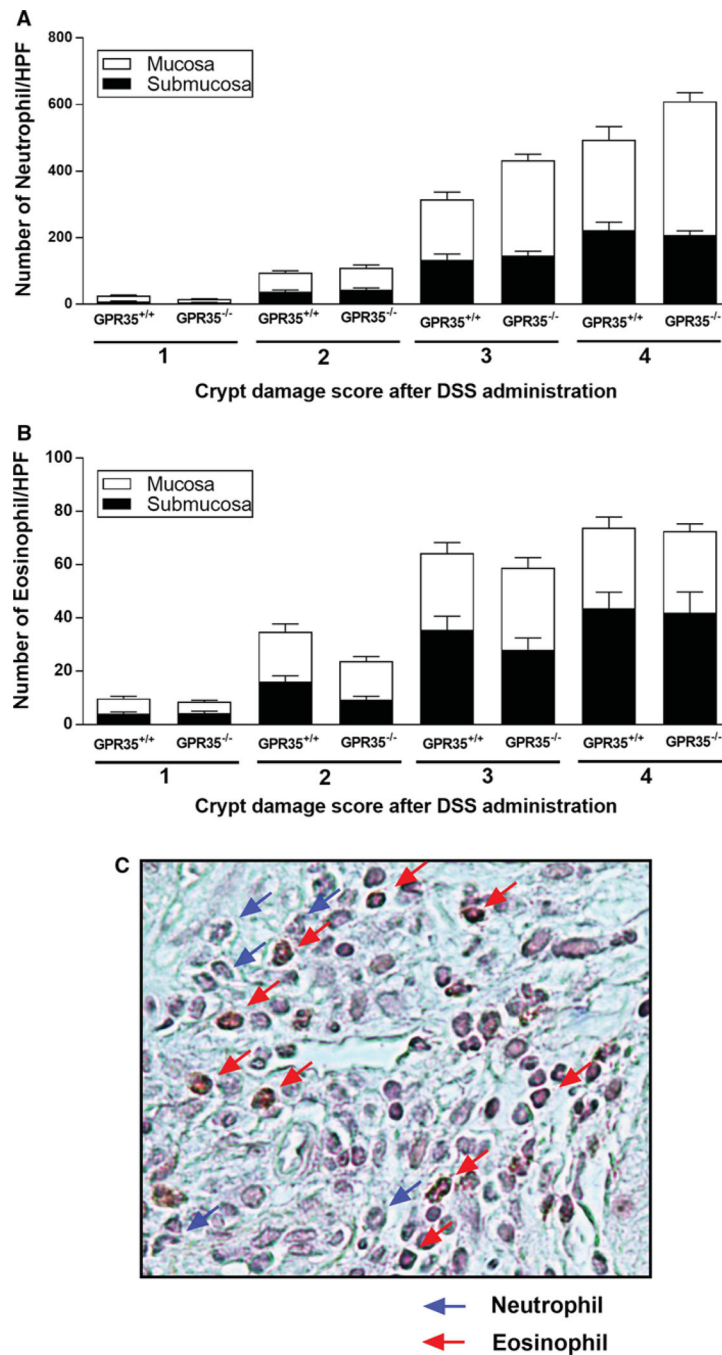 A
Number of Neutrophil/HPF
800
600
400
200
0
Mucosa
Submucosa
GPR35+/+ GPR35-/- GPR35+/+ GPR35-/- GPR35+/+ GPR35-/- GPR35+/+ GPR35-/-
1 2 3 4
Crypt damage score after DSS administration
B
Number of Eosinophil/HPF
100
80
60
40
20
0
Mucosa
Submucosa
GPR35+/+ GPR35-/- GPR35+/+ GPR35-/- GPR35+/+ GPR35-/- GPR35+/+ GPR35-/-
1 2 3 4
Crypt damage score after DSS administration
C
Neutrophil
Eosinophil